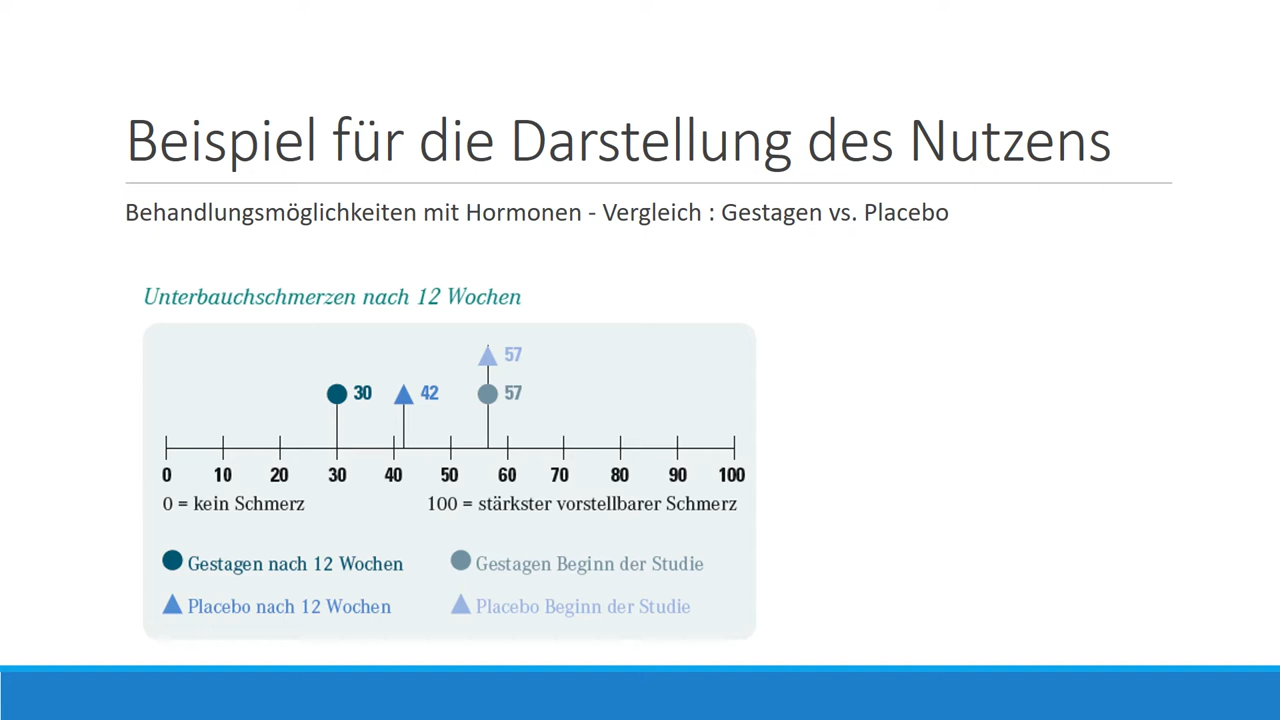 Beispiel für die Darstellung des Nutzens
Behandlungsmöglichkeiten mit Hormonen - Vergleich : Gestagen vs. Placebo
Unterbauchschmerzen nach 12 Wochen
57
30 42 57
0 10 20 30 40 50 60 70 80 90 100
0 = kein Schmerz 100 = stärkster vorstellbarer Schmerz
Gestagen nach 12 Wochen Gestagen Beginn der Studie
Placebo nach 12 Wochen Placebo Beginn der Studie